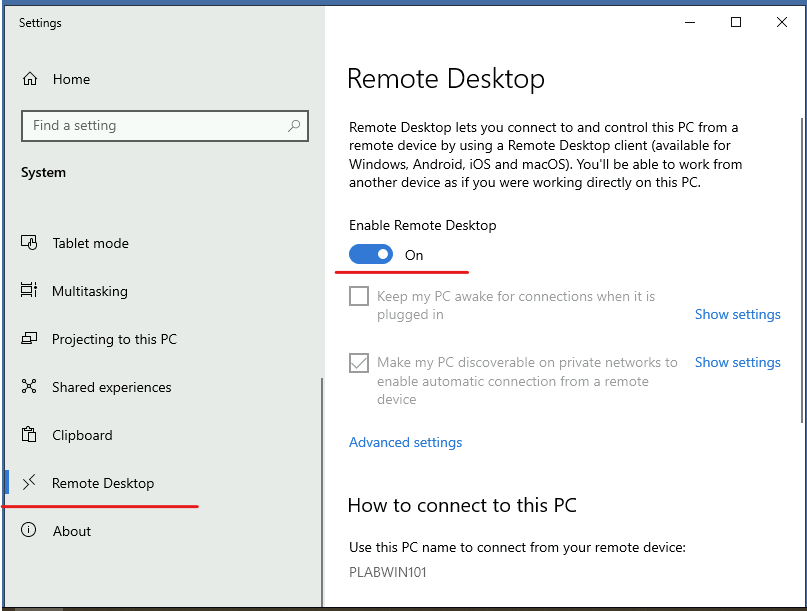 Settings
Home
Find a setting
System
Tablet mode
Multitasking
Projecting to this PC
Shared experiences
Clipboard
Remote Desktop
About
Remote Desktop
Remote Desktop lets you connect to and control this PC from a
remote device by using a Remote Desktop client (available for
Windows, Android, iOS and macOS). You'll be able to work from
another device as if you were working directly on this PC.
Enable Remote Desktop
On
Keep my PC awake for connections when it is
plugged in
Show settings
Make my PC discoverable on private networks to
enable automatic connection from a remote
device
Show settings
Advanced settings
How to connect to this PC
Use this PC name to connect from your remote device:
PLABWIN101